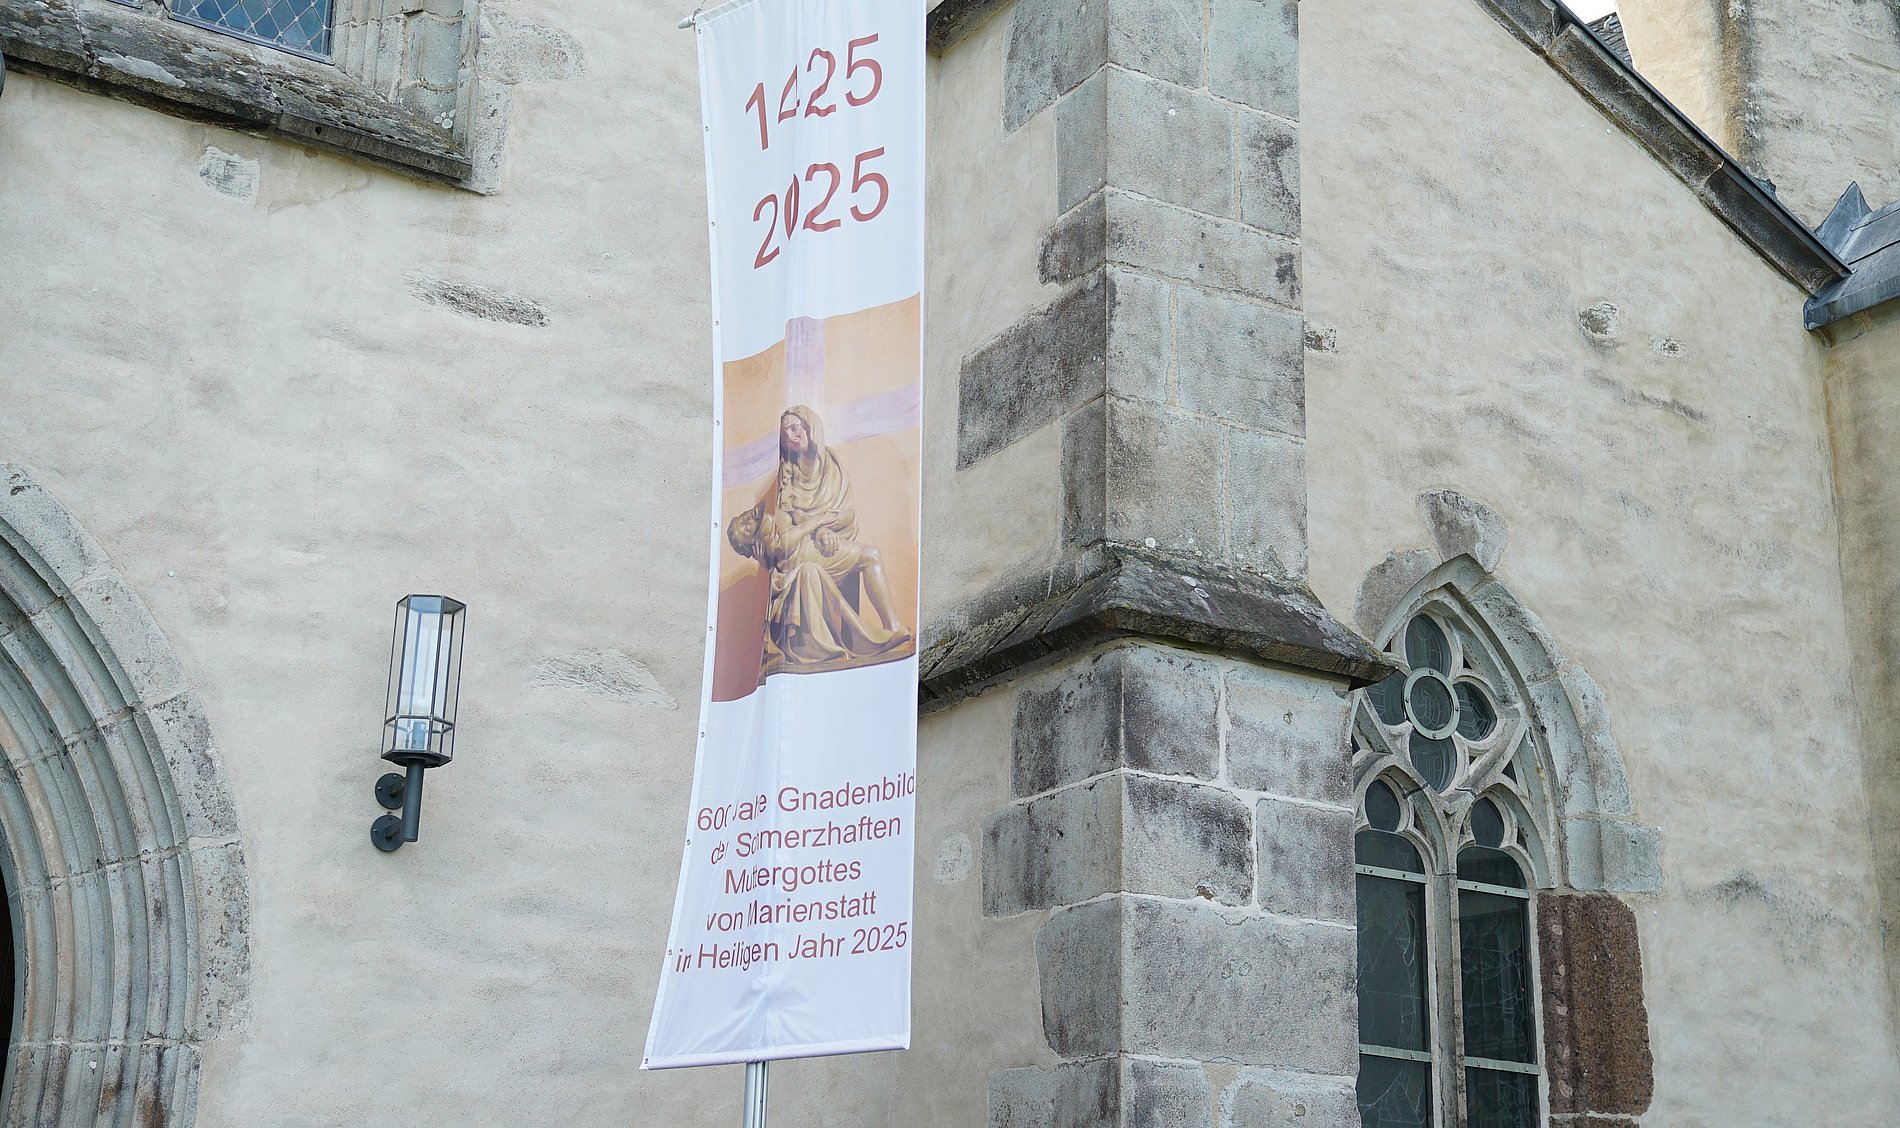 1425
2025
600 Jahre Gnadenbild
der Schmerzhaften
Muttergottes
von Marienstatt
im Heiligen Jahr 2025